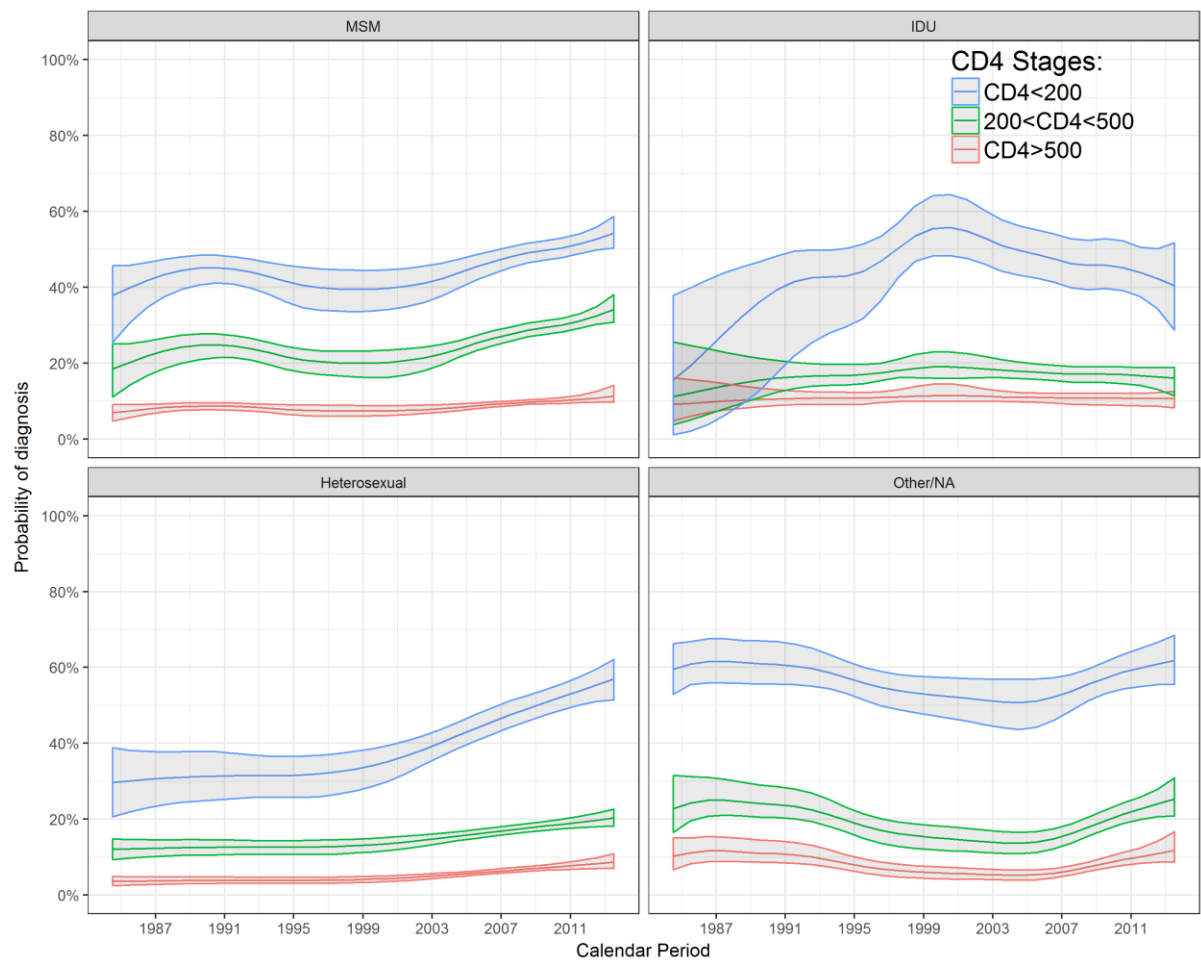 MSM
IDU
100%
80%
60%
40%
20%
0%
CD4 Stages:
CD4<200
200<CD4<500
CD4>500
Heterosexual
Other/NA
100%
80%
60%
40%
20%
0%
1987 1991 1995 1999 2003 2007 2011
1987 1991 1995 1999 2003 2007 2011
Probability of diagnosis
Calendar Period